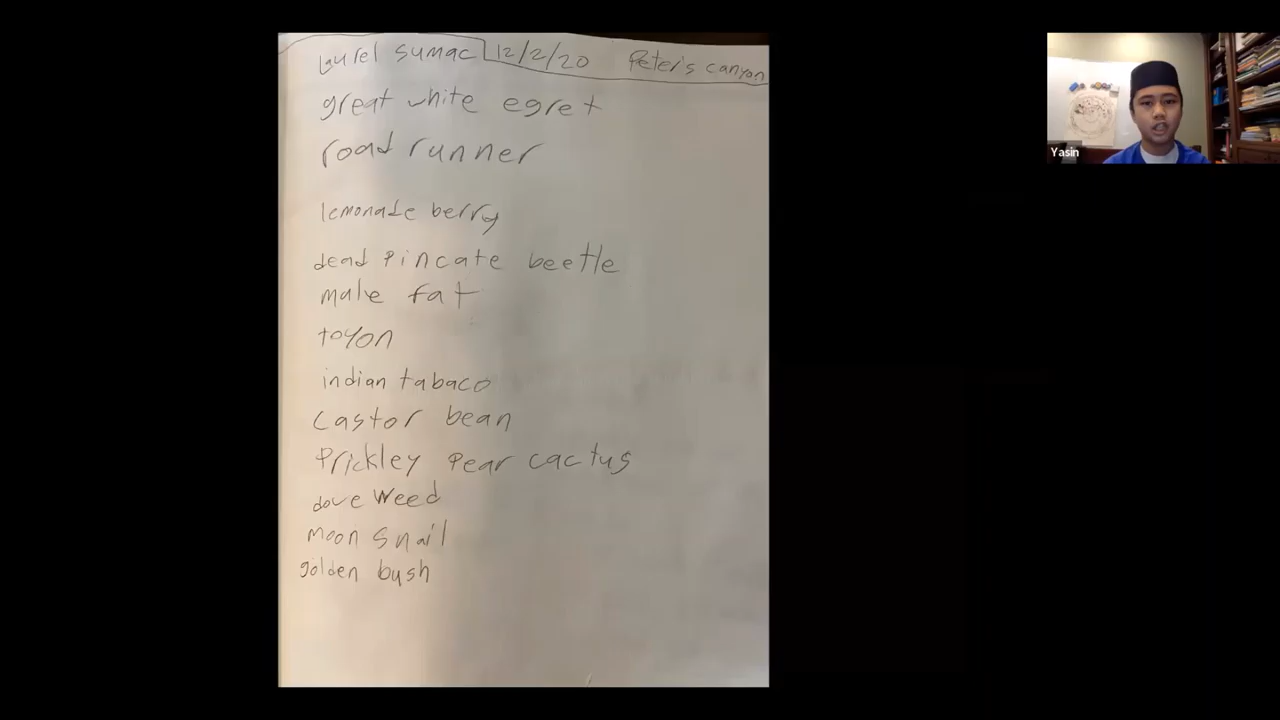 laurel sumac 12/2/20 Peter's canyon
great white egret
road runner
lemonade berry
dead pincate beetle
mule fat
toyon
indian tabaco
castor bean
Prickley Pear cactus
dove weed
moon snail
golden bush
Yasin